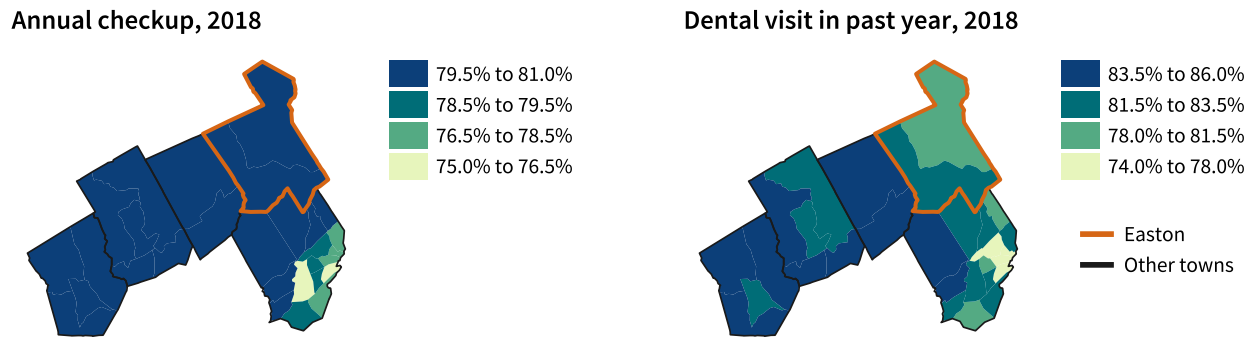 Annual checkup, 2018
79.5% to 81.0%
78.5% to 79.5%
76.5% to 78.5%
75.0% to 76.5%
Dental visit in past year, 2018
83.5% to 86.0%
81.5% to 83.5%
78.0% to 81.5%
74.0% to 78.0%
Easton
Other towns